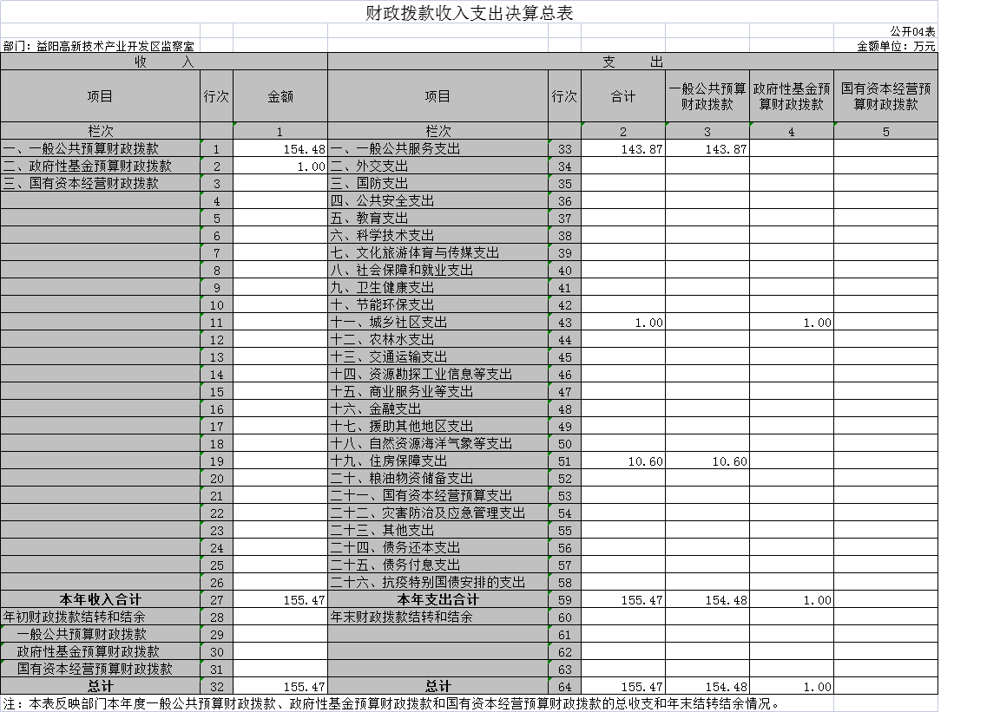 财政拨款收入支出决算总表
公开04表
部门：益阳高新技术产业开发区监察室 金额单位：万元
收 入 支 出
项目 行次 金额 项目 行次 合计 一般公共预算财政拨款 政府性基金预算财政拨款 国有资本经营预算财政拨款
栏次 1 栏次 2 3 4 5
一、一般公共预算财政拨款 1 154.48 一、一般公共服务支出 33 143.87 143.87
二、政府性基金预算财政拨款 2 1.00 二、外交支出 34
三、国有资本经营财政拨款 3 三、国防支出 35
4 四、公共安全支出 36
5 五、教育支出 37
6 六、科学技术支出 38
7 七、文化旅游体育与传媒支出 39
8 八、社会保障和就业支出 40
9 九、卫生健康支出 41
10 十、节能环保支出 42
11 十一、城乡社区支出 43 1.00 1.00
12 十二、农林水支出 44
13 十三、交通运输支出 45
14 十四、资源勘探工业信息等支出 46
15 十五、商业服务业等支出 47
16 十六、金融支出 48
17 十七、援助其他地区支出 49
18 十八、自然资源海洋气象等支出 50
19 十九、住房保障支出 51 10.60 10.60
20 二十、粮油物资储备支出 52
21 二十一、国有资本经营预算支出 53
22 二十二、灾害防治及应急管理支出 54
23 二十三、其他支出 55
24 二十四、债务还本支出 56
25 二十五、债务付息支出 57
26 二十六、抗疫特别国债安排的支出 58
本年收入合计 27 155.47 本年支出合计 59 155.47 154.48 1.00
年初财政拨款结转和结余 28 年末财政拨款结转和结余 60
一般公共预算财政拨款 29 61
政府性基金预算财政拨款 30 62
国有资本经营预算财政拨款 31 63
总计 32 155.47 总计 64 155.47 154.48 1.00
注：本表反映部门本年度一般公共预算财政拨款、政府性基金预算财政拨款和国有资本经营预算财政拨款的总收支和年末结转结余情况。